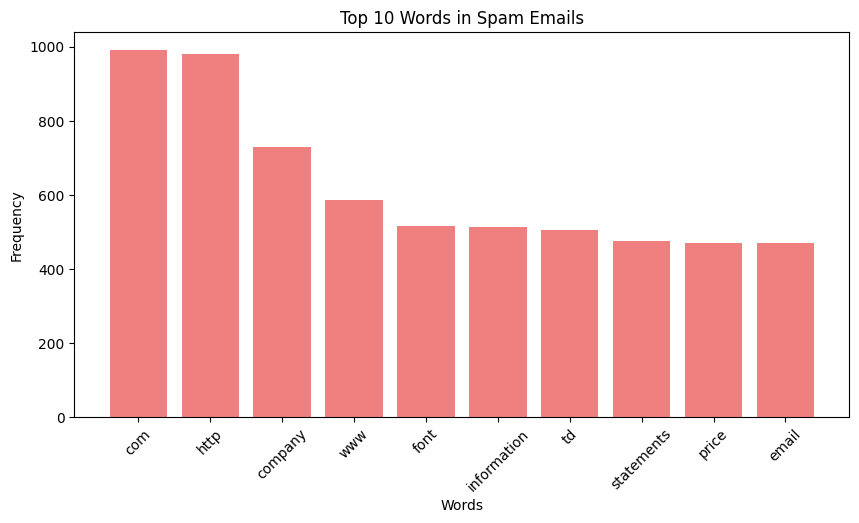 Top 10 Words in Spam Emails
Frequency
1000
800
600
400
200
0
com
http
company
www
font
information
td
statements
price
email
Words